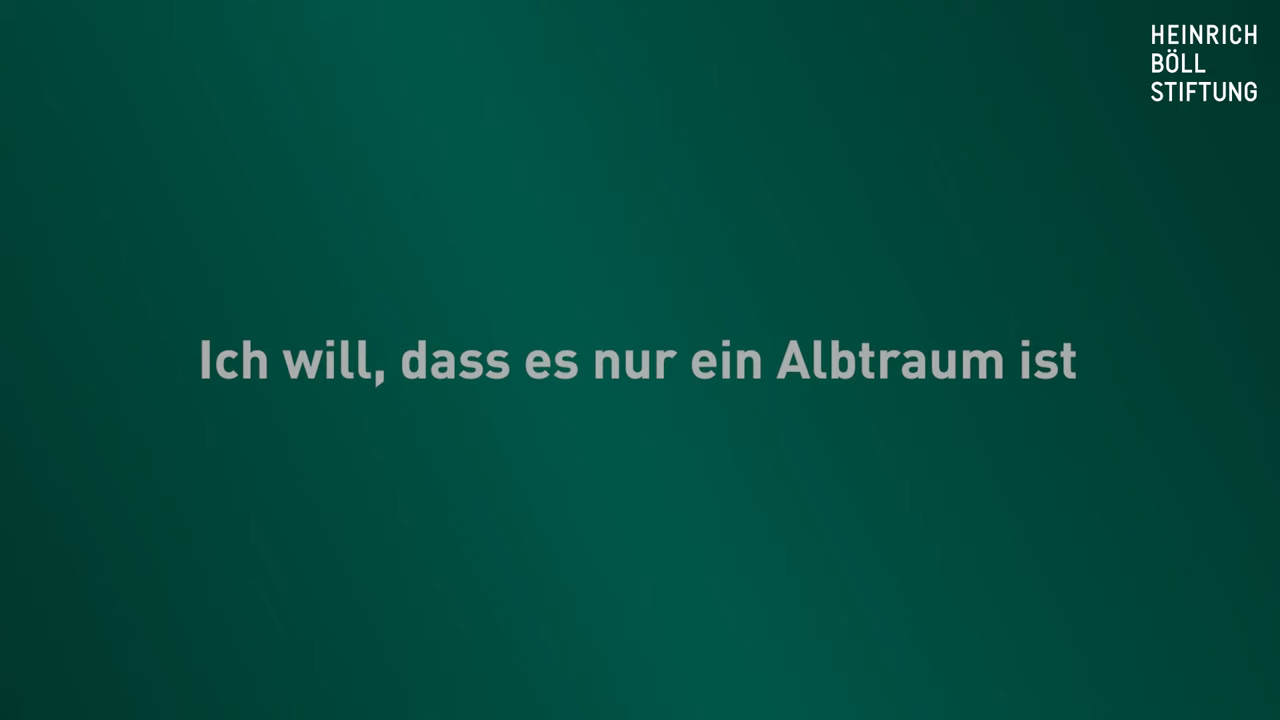 HEINRICH
BÖLL
STIFTUNG
Ich will, dass es nur ein Albtraum ist